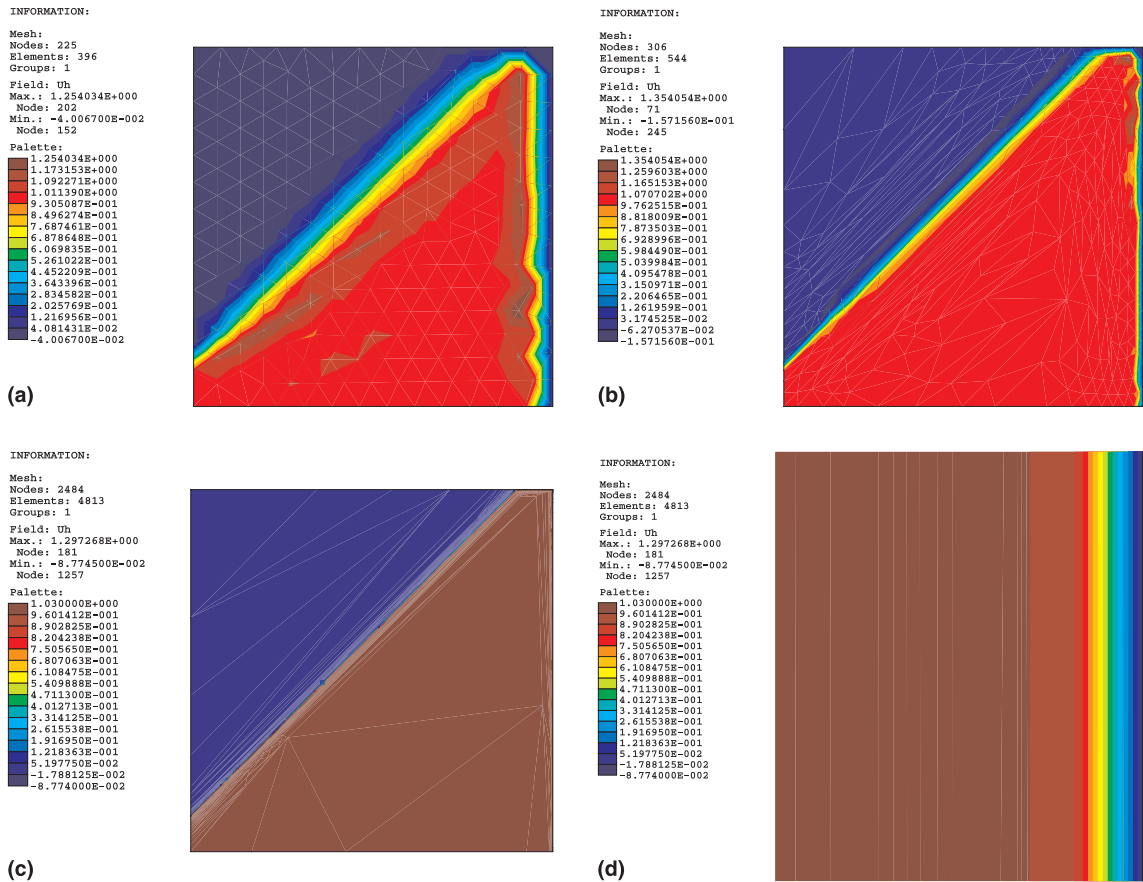 INFORMATION:
Mesh:
Nodes: 225
Elements: 396
Groups: 1
Field: Uh
Max.: 1.254034E+000
Node: 202
Min.: -4.006700E-002
Node: 152
Palette:
1.254034E+000
1.173153E+000
1.092271E+000
1.011390E+000
9.305087E-001
8.496274E-001
7.687461E-001
6.878648E-001
6.069835E-001
5.261022E-001
4.452209E-001
3.643396E-001
2.834582E-001
2.025769E-001
1.216956E-001
4.081431E-002
-4.006700E-002
(a)
INFORMATION:
Mesh:
Nodes: 306
Elements: 544
Groups: 1
Field: Uh
Max.: 1.354054E+000
Node: 71
Min.: -1.571560E-001
Node: 245
Palette:
1.354054E+000
1.259603E+000
1.165153E+000
1.070702E+000
9.762515E-001
8.818009E-001
7.873503E-001
6.928996E-001
5.984490E-001
5.039984E-001
4.095478E-001
3.150971E-001
2.206465E-001
1.261959E-001
3.174525E-002
-6.270537E-002
-1.571560E-001
(b)
INFORMATION:
Mesh:
Nodes: 2484
Elements: 4813
Groups: 1
Field: Uh
Max.: 1.297268E+000
Node: 181
Min.: -8.774500E-002
Node: 1257
Palette:
1.030000E+000
9.601412E-001
8.902825E-001
8.204238E-001
7.505650E-001
6.807063E-001
6.108475E-001
5.409888E-001
4.711300E-001
4.012713E-001
3.314125E-001
2.615538E-001
1.916950E-001
1.218363E-001
5.197750E-002
-1.788125E-002
-8.774000E-002
(c)
INFORMATION:
Mesh:
Nodes: 2484
Elements: 4813
Groups: 1
Field: Uh
Max.: 1.297268E+000
Node: 181
Min.: -8.774500E-002
Node: 1257
Palette:
1.030000E+000
9.601412E-001
8.902825E-001
8.204238E-001
7.505650E-001
6.807063E-001
6.108475E-001
5.409888E-001
4.711300E-001
4.012713E-001
3.314125E-001
2.615538E-001
1.916950E-001
1.218363E-001
5.197750E-002
-1.788125E-002
-8.774000E-002
(d)